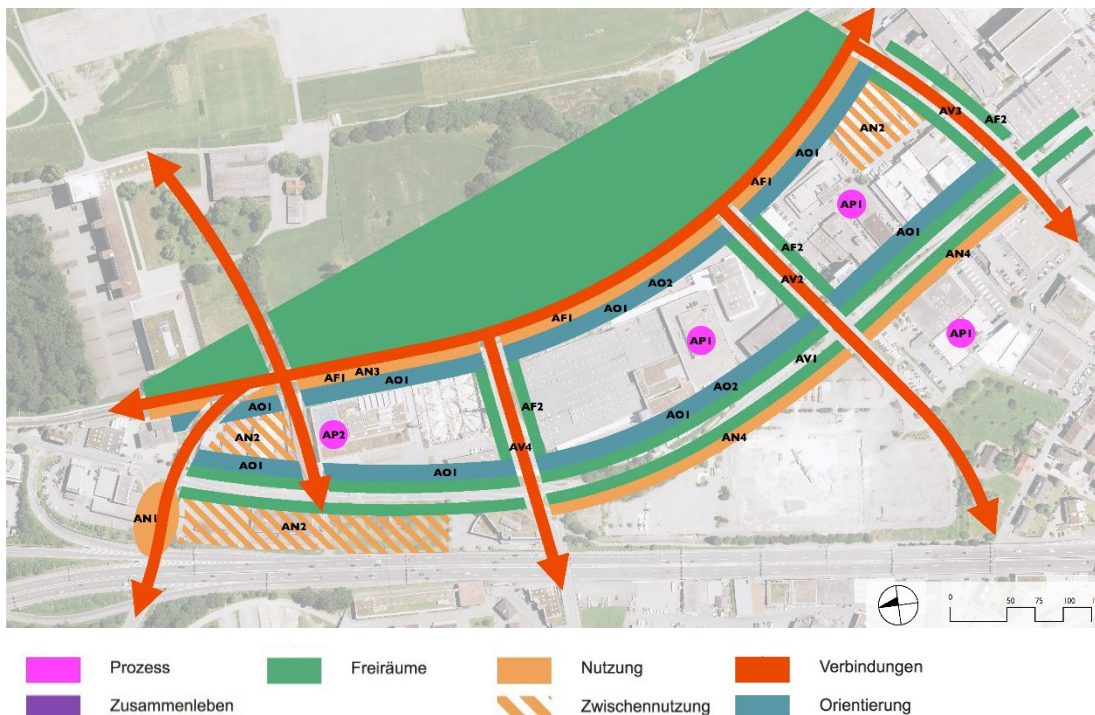 AV3
AF2
AN2
AO1
AF1
AP1
AF2
AO1
AV2
AN4
AO2
AF1
AO1
AP1
AP1
AV1
AN3
AF1
AO1
AO2
AO1
AF2
AN4
AO1
AN2
AP2
AV4
AO1
AO1
AN1
AN2
0 50 75 100 1
Prozess
Freiräume
Nutzung
Verbindungen
Zusammenleben
Zwischennutzung
Orientierung